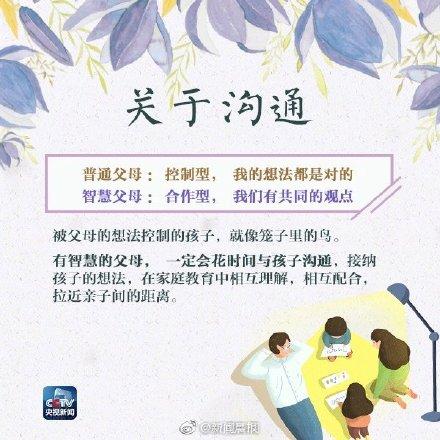 关于沟通
普通父母：控制型，我的想法都是对的
智慧父母：合作型，我们有共同的观点
被父母的想法控制的孩子，就像笼子里的鸟。
有智慧的父母，一定会花时间与孩子沟通，接纳
孩子的想法，在家庭教育中相互理解，相互配合，
拉近亲子间的距离。
CCTV
央视新闻
@新闻晨报